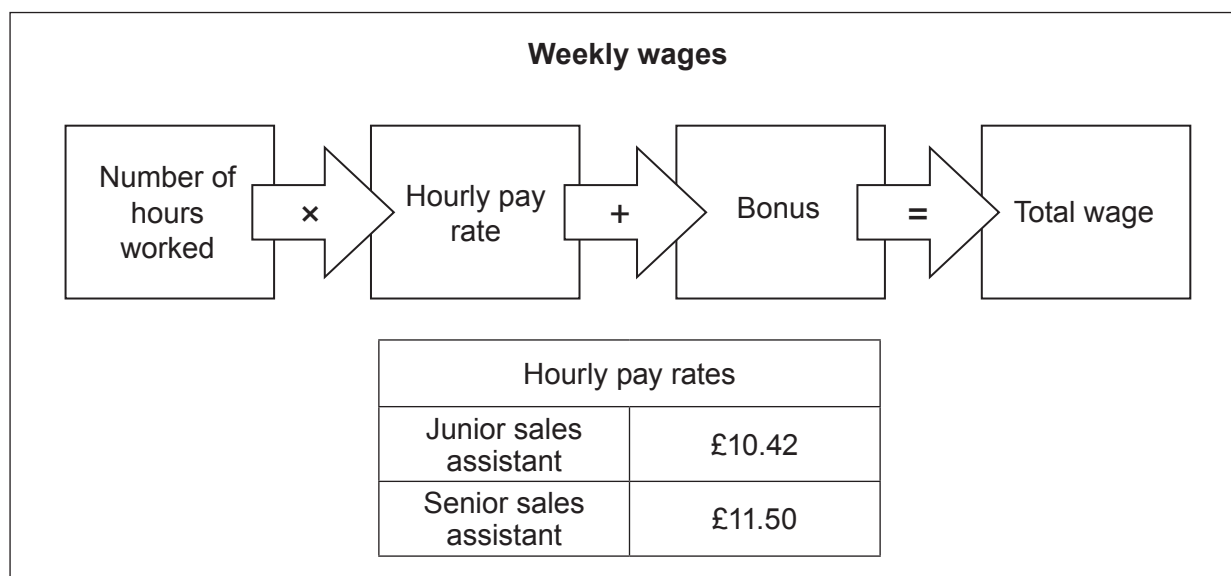 Weekly wages
Number of
hours
worked
×
Hourly pay
rate
+
Bonus
=
Total wage
Hourly pay rates
Junior sales
assistant
£10.42
Senior sales
assistant
£11.50